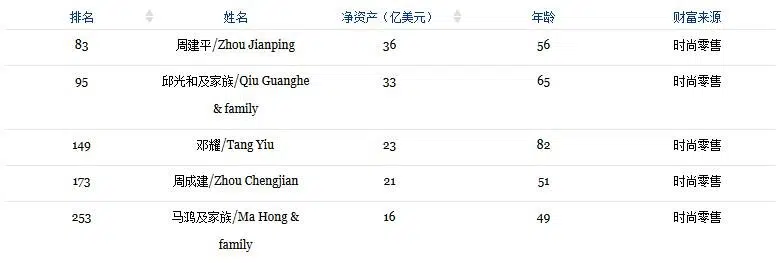 排名 姓名 净资产（亿美元） 年龄 财富来源
83 周建平/Zhou Jianping 36 56 时尚零售
95 邱光和及家族/Qiu Guanghe 33 65 时尚零售
& family
149 邓耀/Tang Yiu 23 82 时尚零售
173 周成建/Zhou Chengjian 21 51 时尚零售
253 马鸿及家族/Ma Hong & 16 49 时尚零售
family